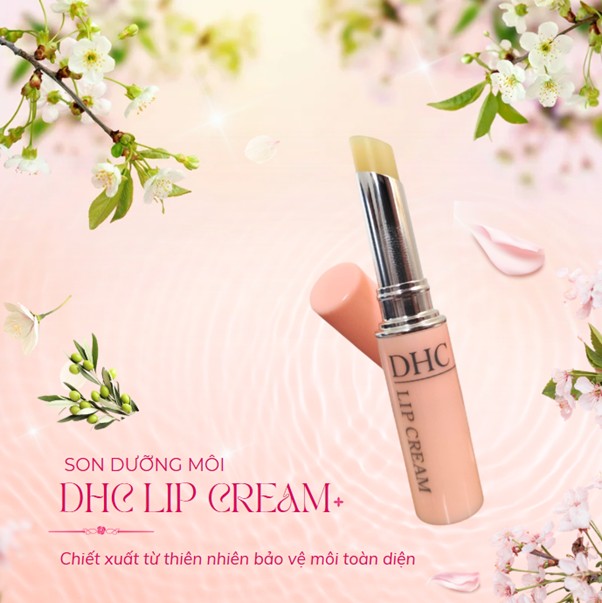 DHC
LIP CREAM
SON DƯỠNG MÔI
DHC LIP CREAM+
Chiết xuất từ thiên nhiên bảo vệ môi toàn diện